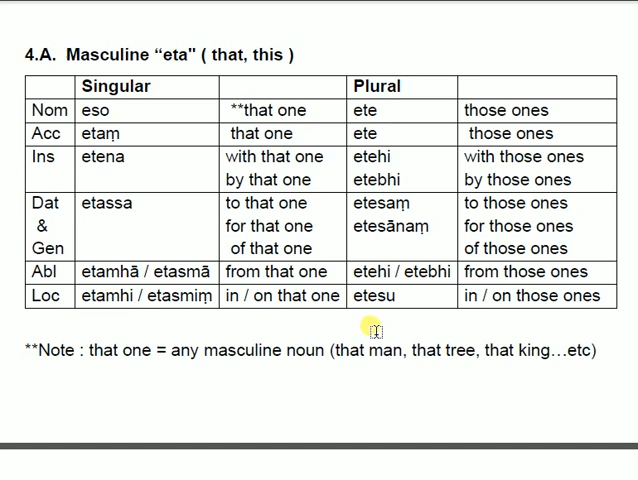 4.A. Masculine “eta" ( that, this )
Singular Plural
Nom eso **that one ete those ones
Acc etaṃ that one ete those ones
Ins etena with that one etehi with those ones
by that one etebhi by those ones
Dat etassa to that one etesaṃ to those ones
& for that one etesānaṃ for those ones
Gen of that one of those ones
Abl etamhā / etasmā from that one etehi / etebhi from those ones
Loc etamhi / etasmiṃ in / on that one etesu in / on those ones
**Note : that one = any masculine noun (that man, that tree, that king...etc)